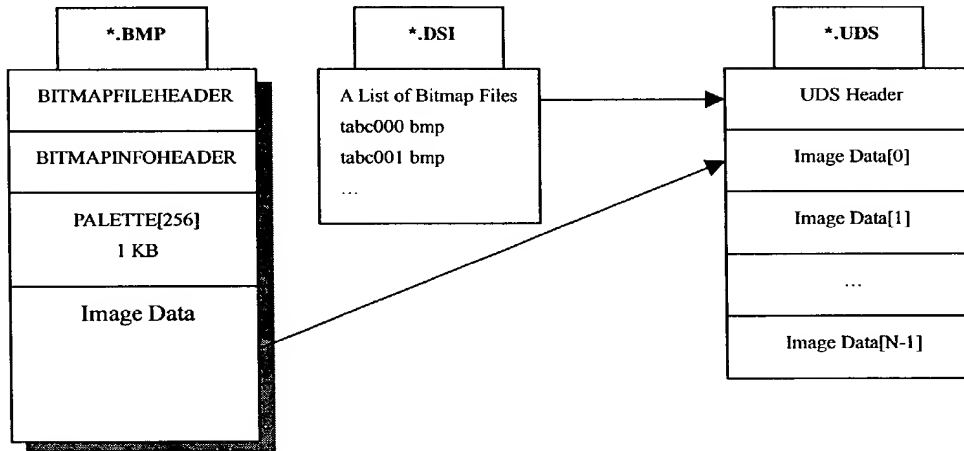 *.BMP
BITMAPFILEHEADER
BITMAPINFOHEADER
PALETTE[256]
1 KB
Image Data
*.DSI
A List of Bitmap Files
tabc000 bmp
tabc001 bmp
...
*.UDS
UDS Header
Image Data[0]
Image Data[1]
...
Image Data[N-1]